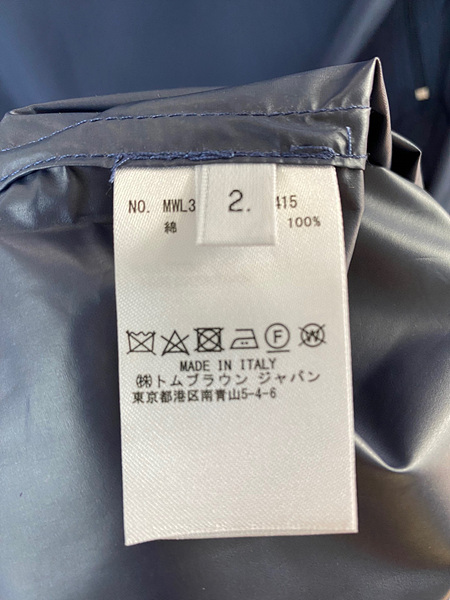 2.
NO. MWL3 415
綿 100%
MADE IN ITALY
㈱トムブラウン ジャパン
東京都港区南青山5-4-6